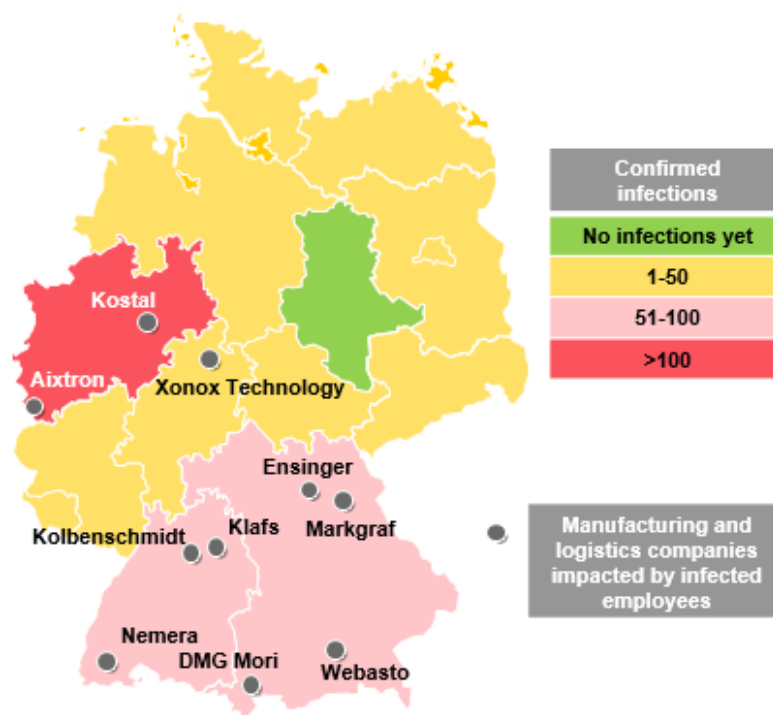 Confirmed
infections
No infections yet
1-50
51-100
>100
Kostal
Aixtron
Xonox Technology
Ensinger
Markgraf
Kolbenschmidt
Klafs
Nemera
DMG Mori
Webasto
Manufacturing and
logistics companies
impacted by infected
employees